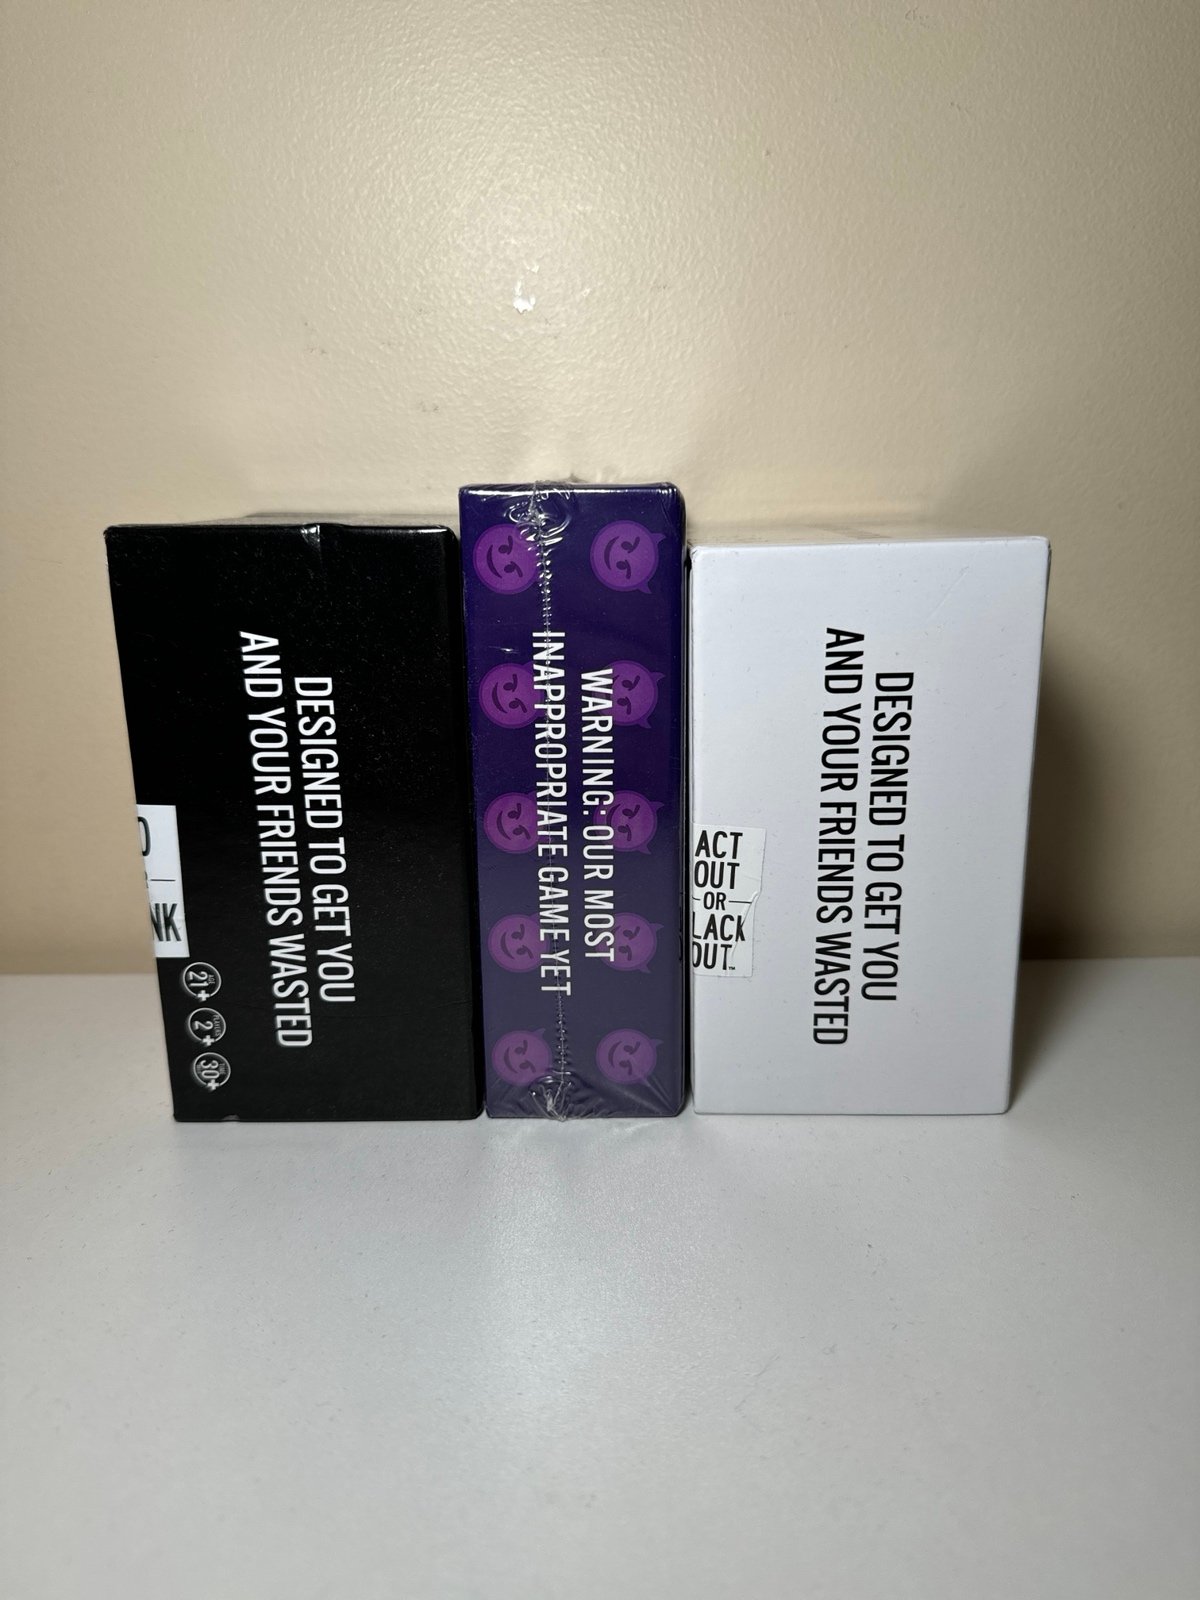 DESIGNED TO GET YOU
AND YOUR FRIENDS WASTED
NK
21+
2+
30+
WARNING: OUR MOST
INAPPROPRIATE GAME YET
ACT
OUT
OR
LACK
OUT™
DESIGNED TO GET YOU
AND YOUR FRIENDS WASTED